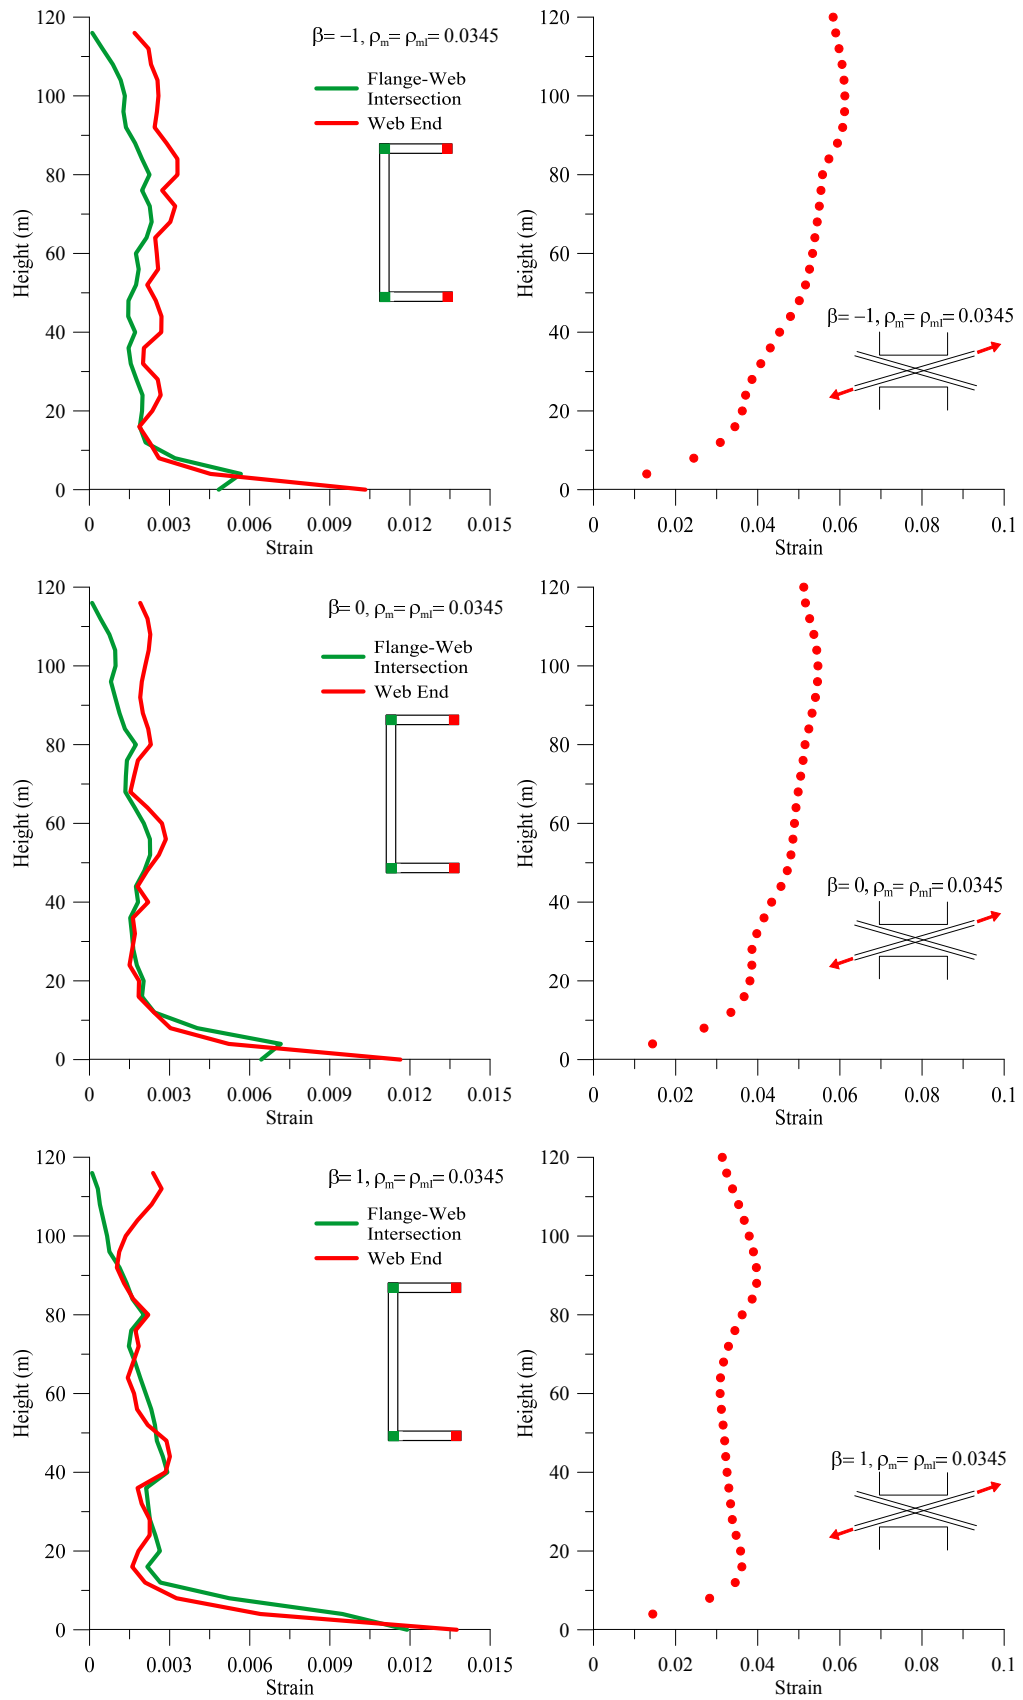 120
100
80
60
40
20
0
Height (m)
β= −1, ρm= ρml= 0.0345
Flange-Web
Intersection
Web End
0 0.003 0.006 0.009 0.012 0.015
Strain
120
100
80
60
40
20
0
Height (m)
β= −1, ρm= ρml= 0.0345
0 0.02 0.04 0.06 0.08 0.1
Strain
120
100
80
60
40
20
0
Height (m)
β= 0, ρm= ρml= 0.0345
Flange-Web
Intersection
Web End
0 0.003 0.006 0.009 0.012 0.015
Strain
120
100
80
60
40
20
0
Height (m)
β= 0, ρm= ρml= 0.0345
0 0.02 0.04 0.06 0.08 0.1
Strain
120
100
80
60
40
20
0
Height (m)
β= 1, ρm= ρml= 0.0345
Flange-Web
Intersection
Web End
0 0.003 0.006 0.009 0.012 0.015
Strain
120
100
80
60
40
20
0
Height (m)
β= 1, ρm= ρml= 0.0345
0 0.02 0.04 0.06 0.08 0.1
Strain